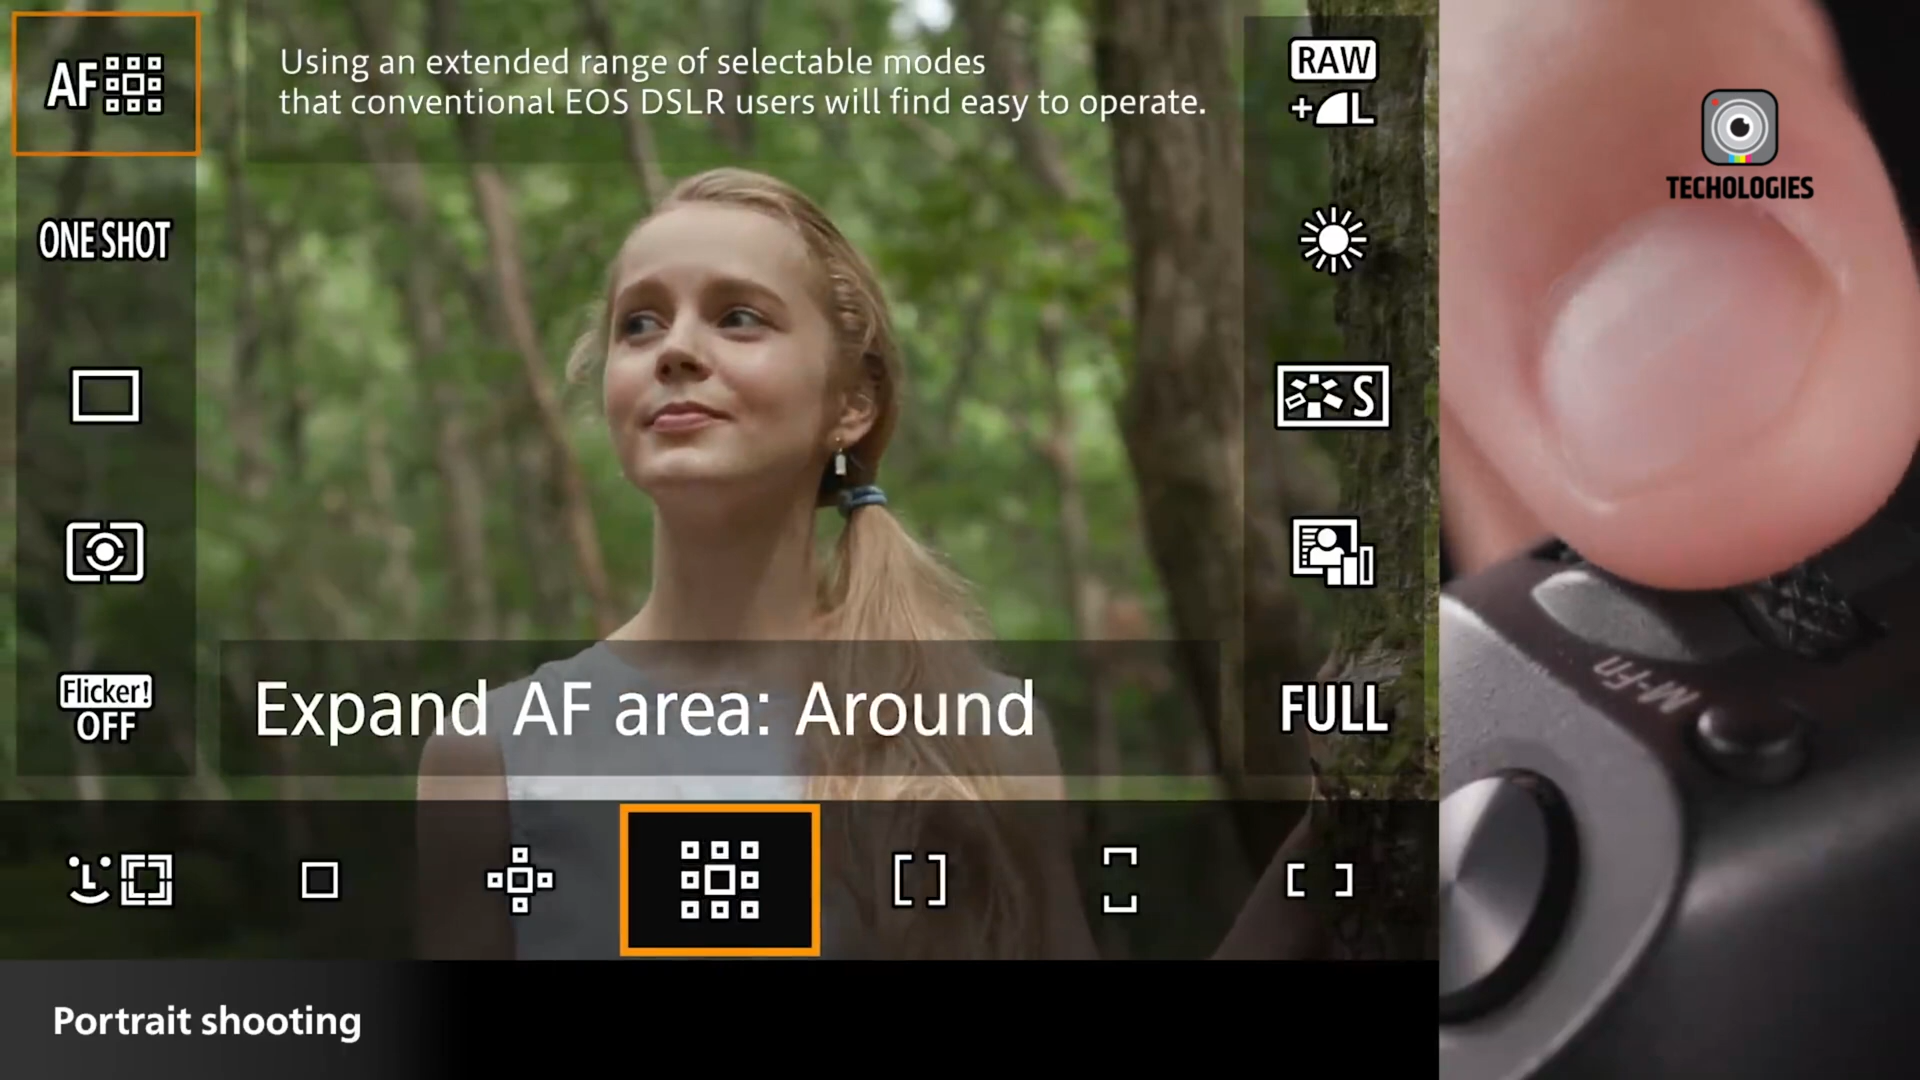 AF
Using an extended range of selectable modes
that conventional EOS DSLR users will find easy to operate.
RAW
+L
TECHOLOGIES
ONE SHOT
S
Flicker!
OFF
Expand AF area: Around
FULL
M-Fn
Portrait shooting